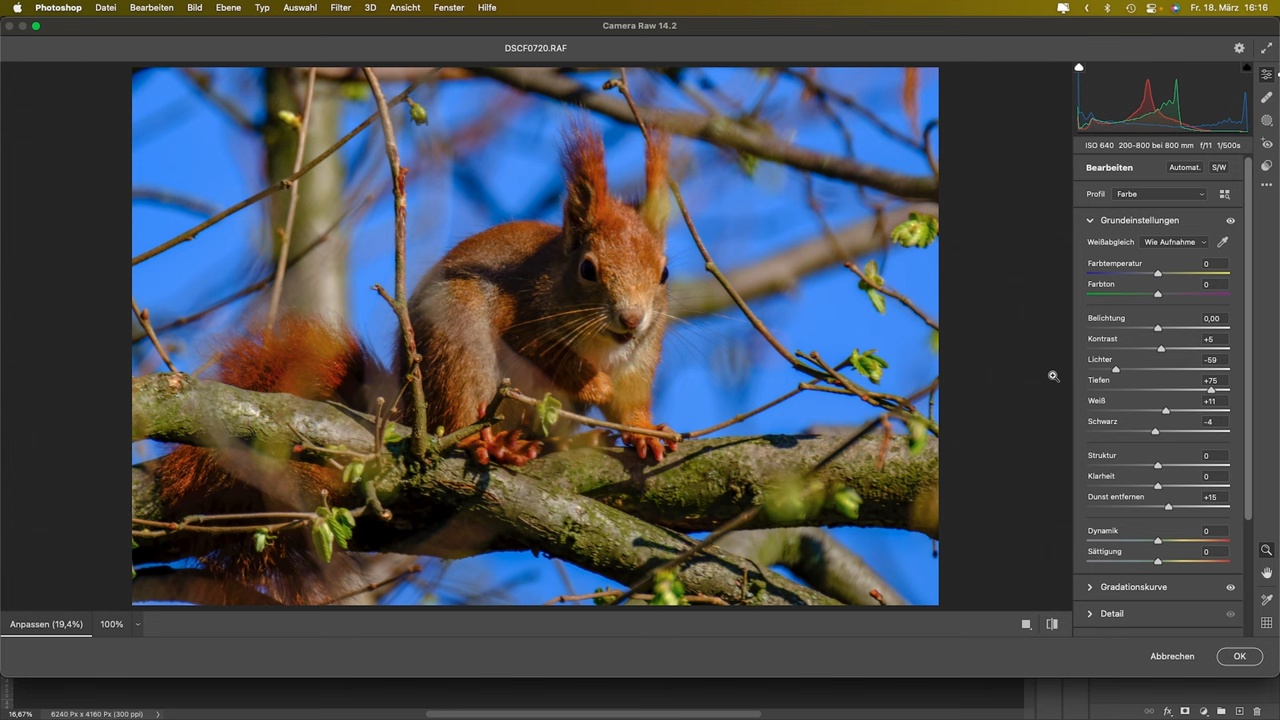 Photoshop Datei Bearbeiten Bild Ebene Typ Auswahl Filter 3D Ansicht Fenster Hilfe Fr. 18. März 16:16
Camera Raw 14.2
DSCF0720.RAF
ISO 640 200-800 bei 800 mm f/11 1/500s
Bearbeiten Automat. S/W
Profil Farbe
Grundeinstellungen
Weißabgleich Wie Aufnahme
Farbtemperatur 0
Farbton 0
Belichtung 0,00
Kontrast +5
Lichter -59
Tiefen +75
Weiß +11
Schwarz -4
Struktur 0
Klarheit 0
Dunst entfernen +15
Dynamik 0
Sättigung 0
Gradationskurve
Detail
Anpassen (19,4%) 100%
Abbrechen OK
16,67% 6240 Px x 4160 Px (300 ppi)